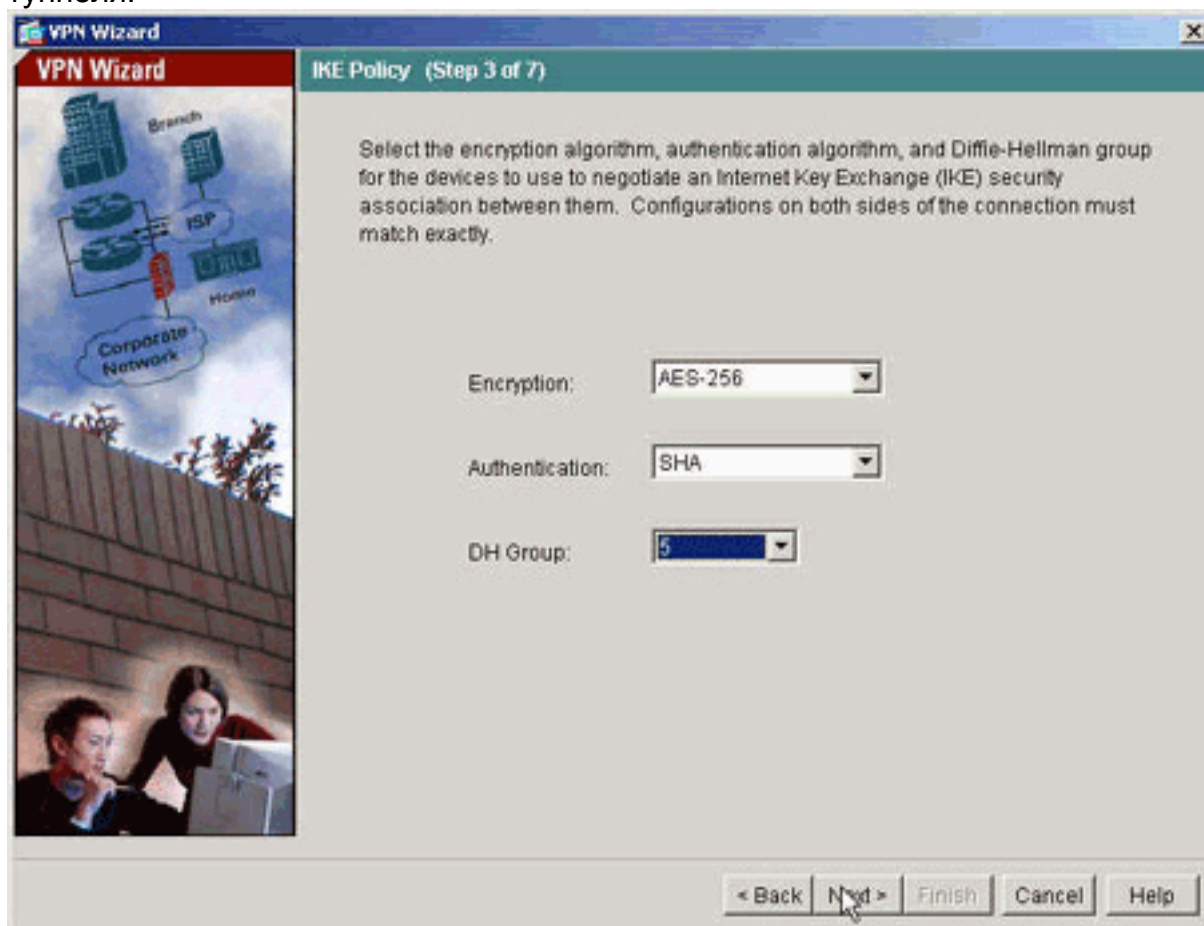 туннеля.
VPN Wizard
VPN Wizard
IKE Policy (Step 3 of 7)
Branch
ISP
Home
Corporate
Network
Select the encryption algorithm, authentication algorithm, and Diffie-Hellman group
for the devices to use to negotiate an Internet Key Exchange (IKE) security
association between them. Configurations on both sides of the connection must
match exactly.
Encryption: AES-256
Authentication: SHA
DH Group: 5
< Back Next > Finish Cancel Help